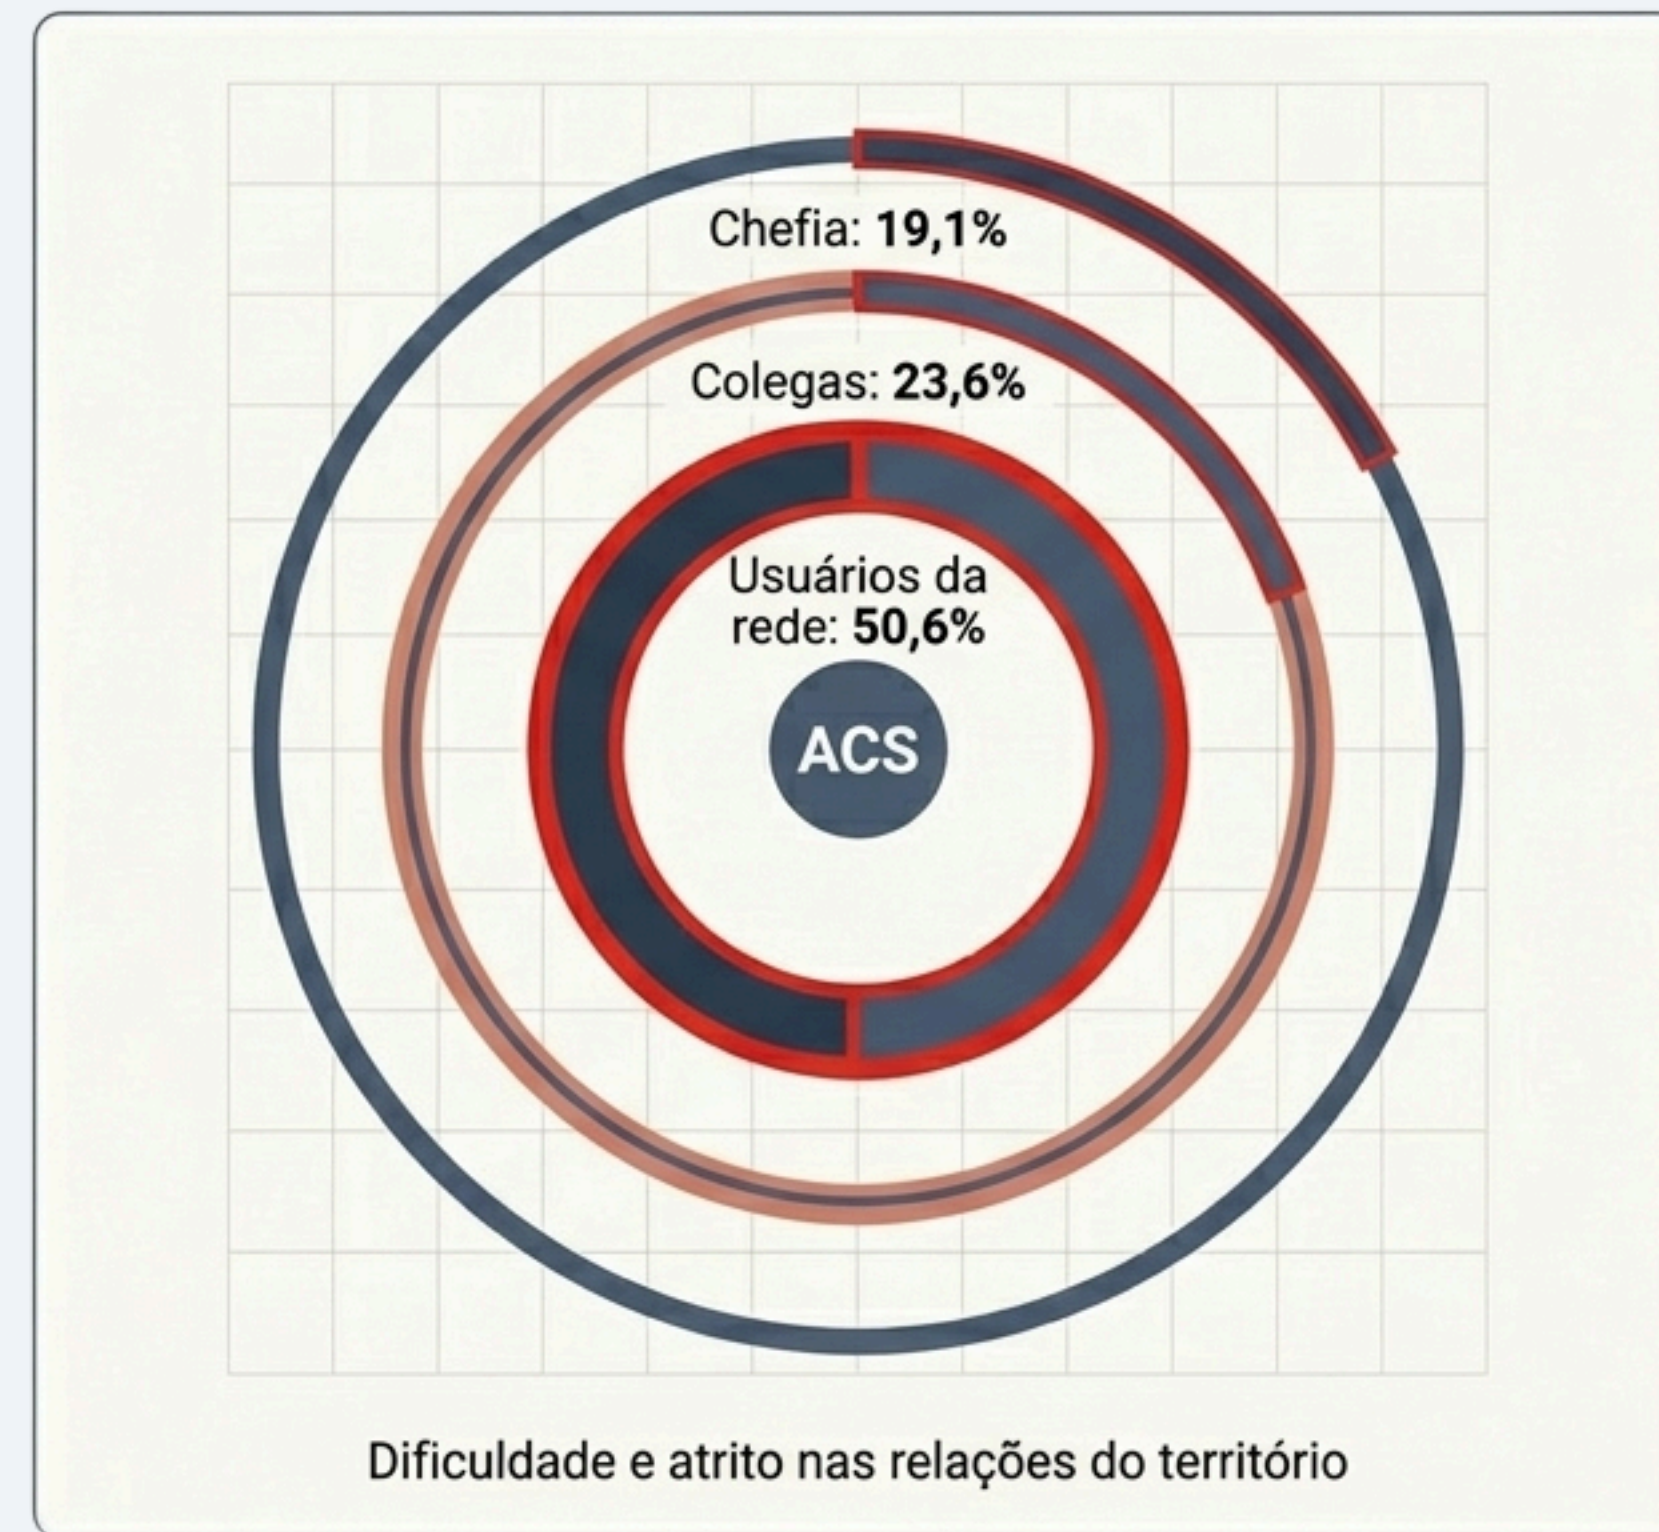 Chefia: 19,1%
Colegas: 23,6%
Usuários da
rede: 50,6%
ACS
Dificuldade e atrito nas relações do território